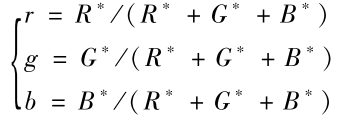 r = R*/(R* + G* + B*)
g = G*/(R* + G* + B*)
b = B*/(R* + G* + B*)